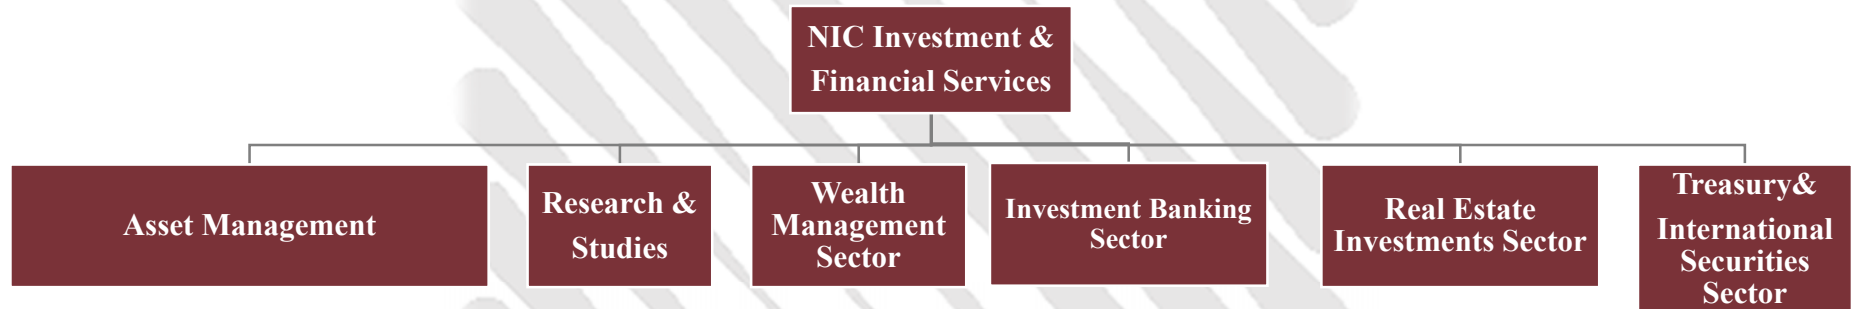 NIC Investment &
Financial Services
Asset Management
Research &
Studies
Wealth
Management
Sector
Investment Banking
Sector
Real Estate
Investments Sector
Treasury&
International
Securities
Sector